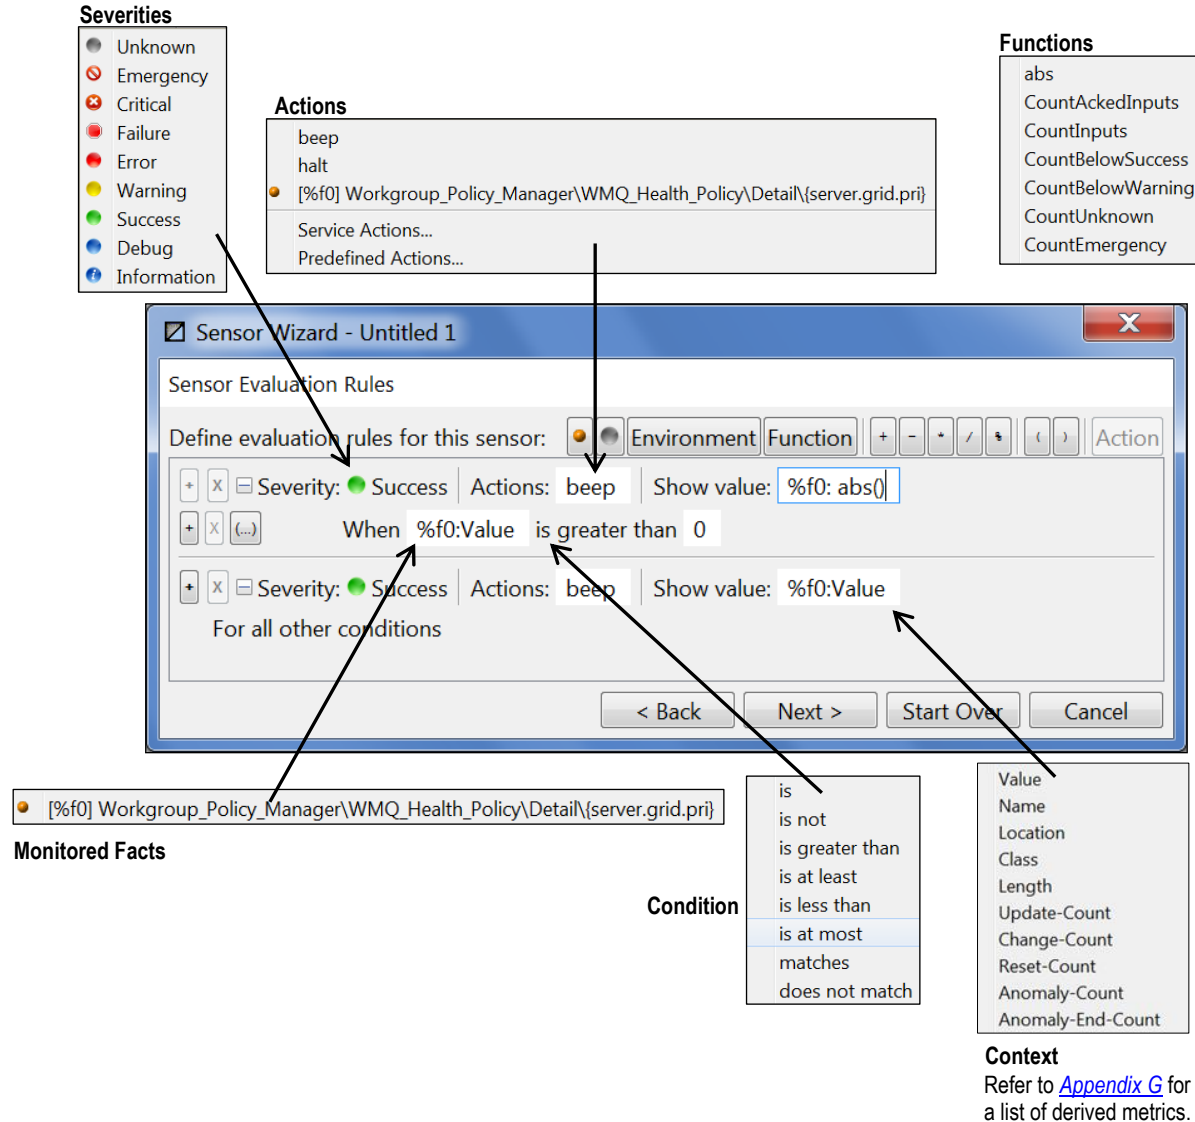 Severities
Unknown
Emergency
Critical
Failure
Error
Warning
Success
Debug
Information
Actions
beep
halt
[%f0] Workgroup_Policy_Manager\WMQ_Health_Policy\Detail\{server.grid.pri}
Service Actions...
Predefined Actions...
Functions
abs
CountAckedInputs
CountInputs
CountBelowSuccess
CountBelowWarning
CountUnknown
CountEmergency
Sensor Wizard - Untitled 1
X
Sensor Evaluation Rules
Define evaluation rules for this sensor: Environment Function + - * / % ( ) Action
+ X Severity: Success Actions: beep Show value: %f0: abs()
+ X (...) When %f0:Value is greater than 0
+ X Severity: Success Actions: beep Show value: %f0:Value
For all other conditions
< Back Next > Start Over Cancel
[%f0] Workgroup_Policy_Manager\WMQ_Health_Policy\Detail\{server.grid.pri}
Monitored Facts
Condition
is
is not
is greater than
is at least
is less than
is at most
matches
does not match
Value
Name
Location
Class
Length
Update-Count
Change-Count
Reset-Count
Anomaly-Count
Anomaly-End-Count
Context
Refer to Appendix G for
a list of derived metrics.